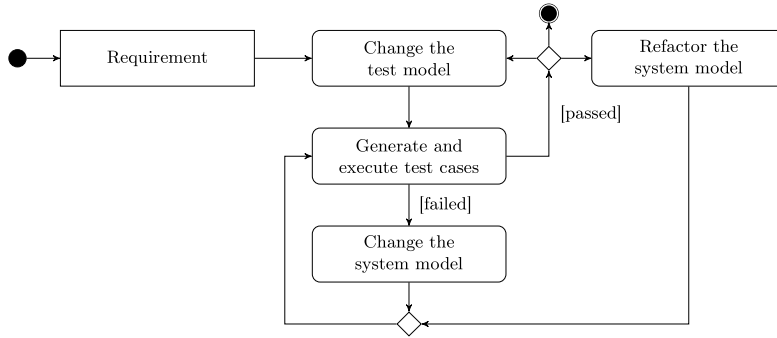 Requirement
Change the
test model
Refactor the
system model
[passed]
Generate and
execute test cases
[failed]
Change the
system model